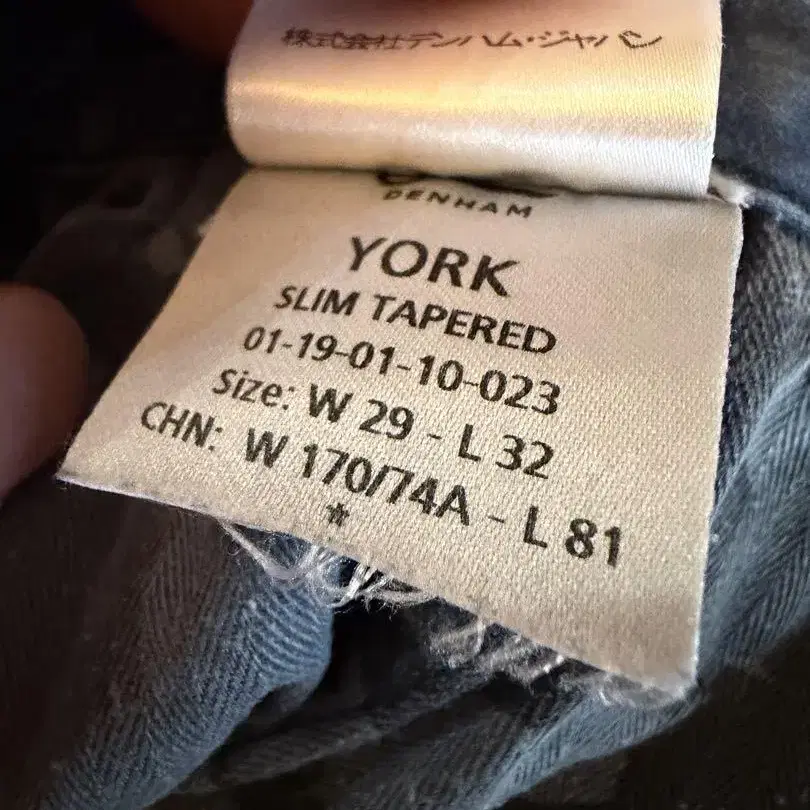 株式会社デンハム・ジャパン
DENHAM
YORK
SLIM TAPERED
01-19-01-10-023
Size: W 29 - L 32
CHN: W 170/74A - L 81
*